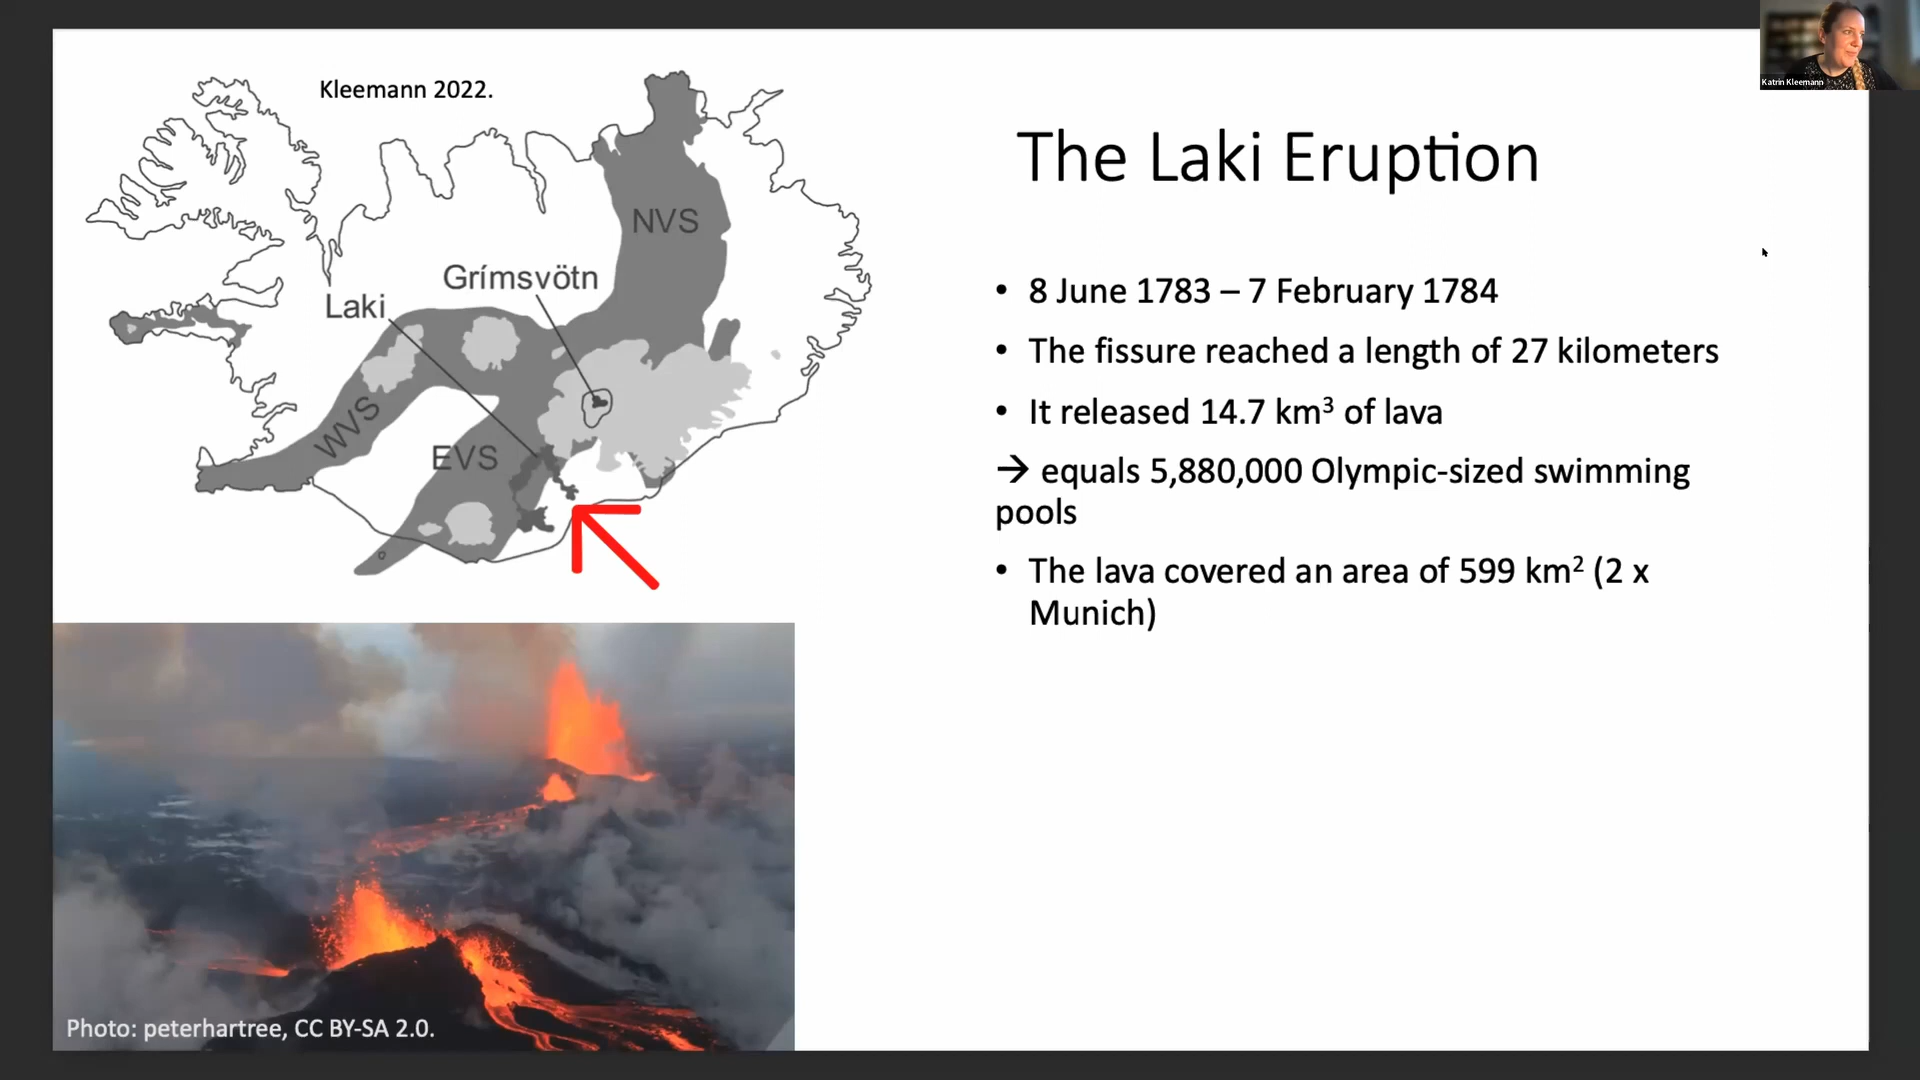 Kleemann 2022.
NVS
Grímsvötn
Laki
WVS
EVS
The Laki Eruption
• 8 June 1783 – 7 February 1784
• The fissure reached a length of 27 kilometers
• It released 14.7 km³ of lava
→ equals 5,880,000 Olympic-sized swimming
pools
• The lava covered an area of 599 km² (2 x
Munich)
Photo: peterhartree, CC BY-SA 2.0.
Katrin Kleemann